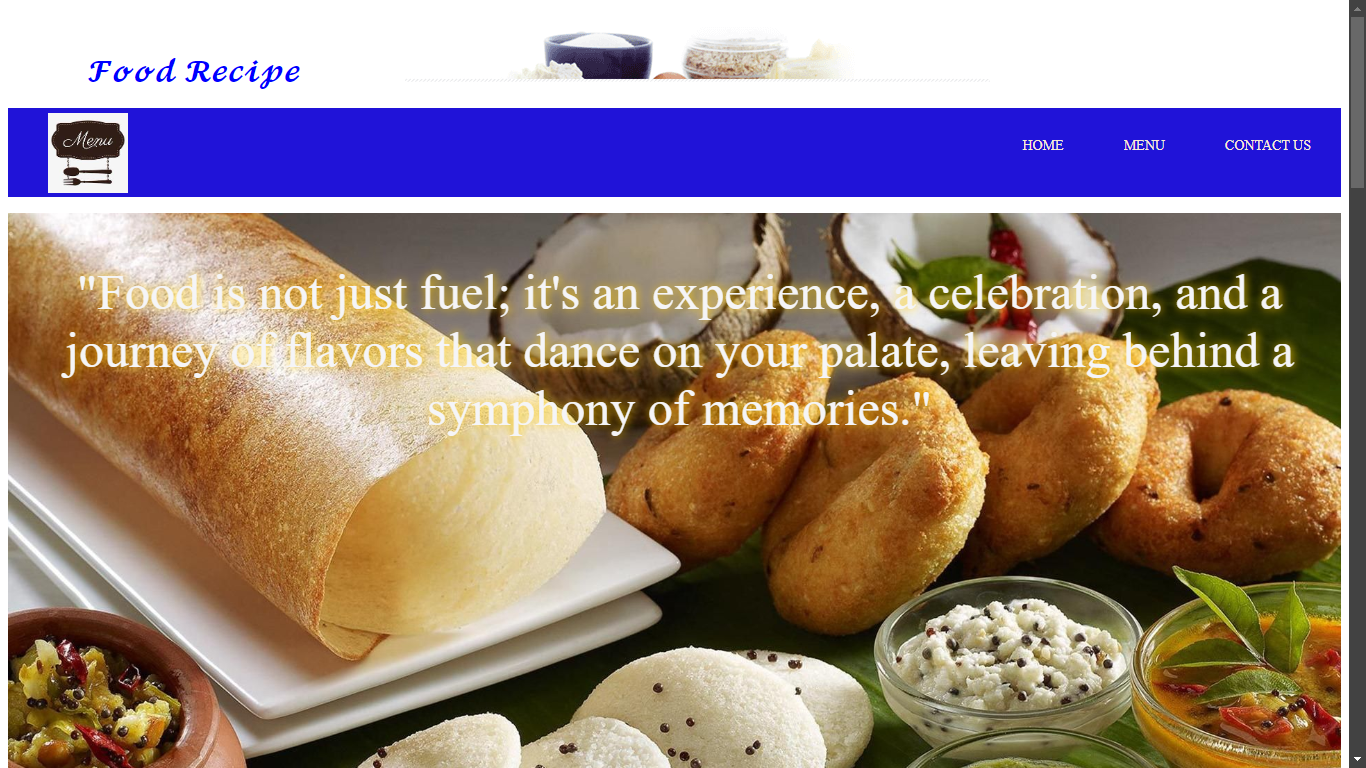 Food Recipe
Menu
HOME
MENU
CONTACT US
"Food is not just fuel; it's an experience, a celebration, and a
journey of flavors that dance on your palate, leaving behind a
symphony of memories."